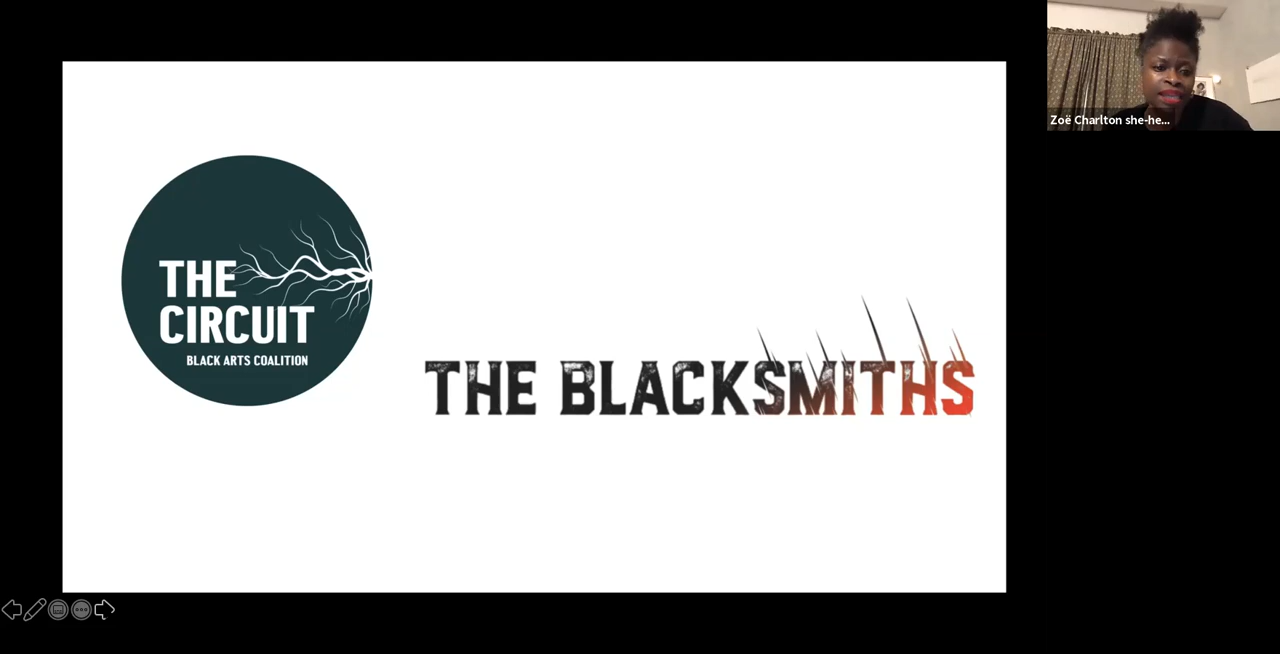 THE
CIRCUIT
BLACK ARTS COALITION
THE BLACKSMITHS
Zoë Charlton she-he...